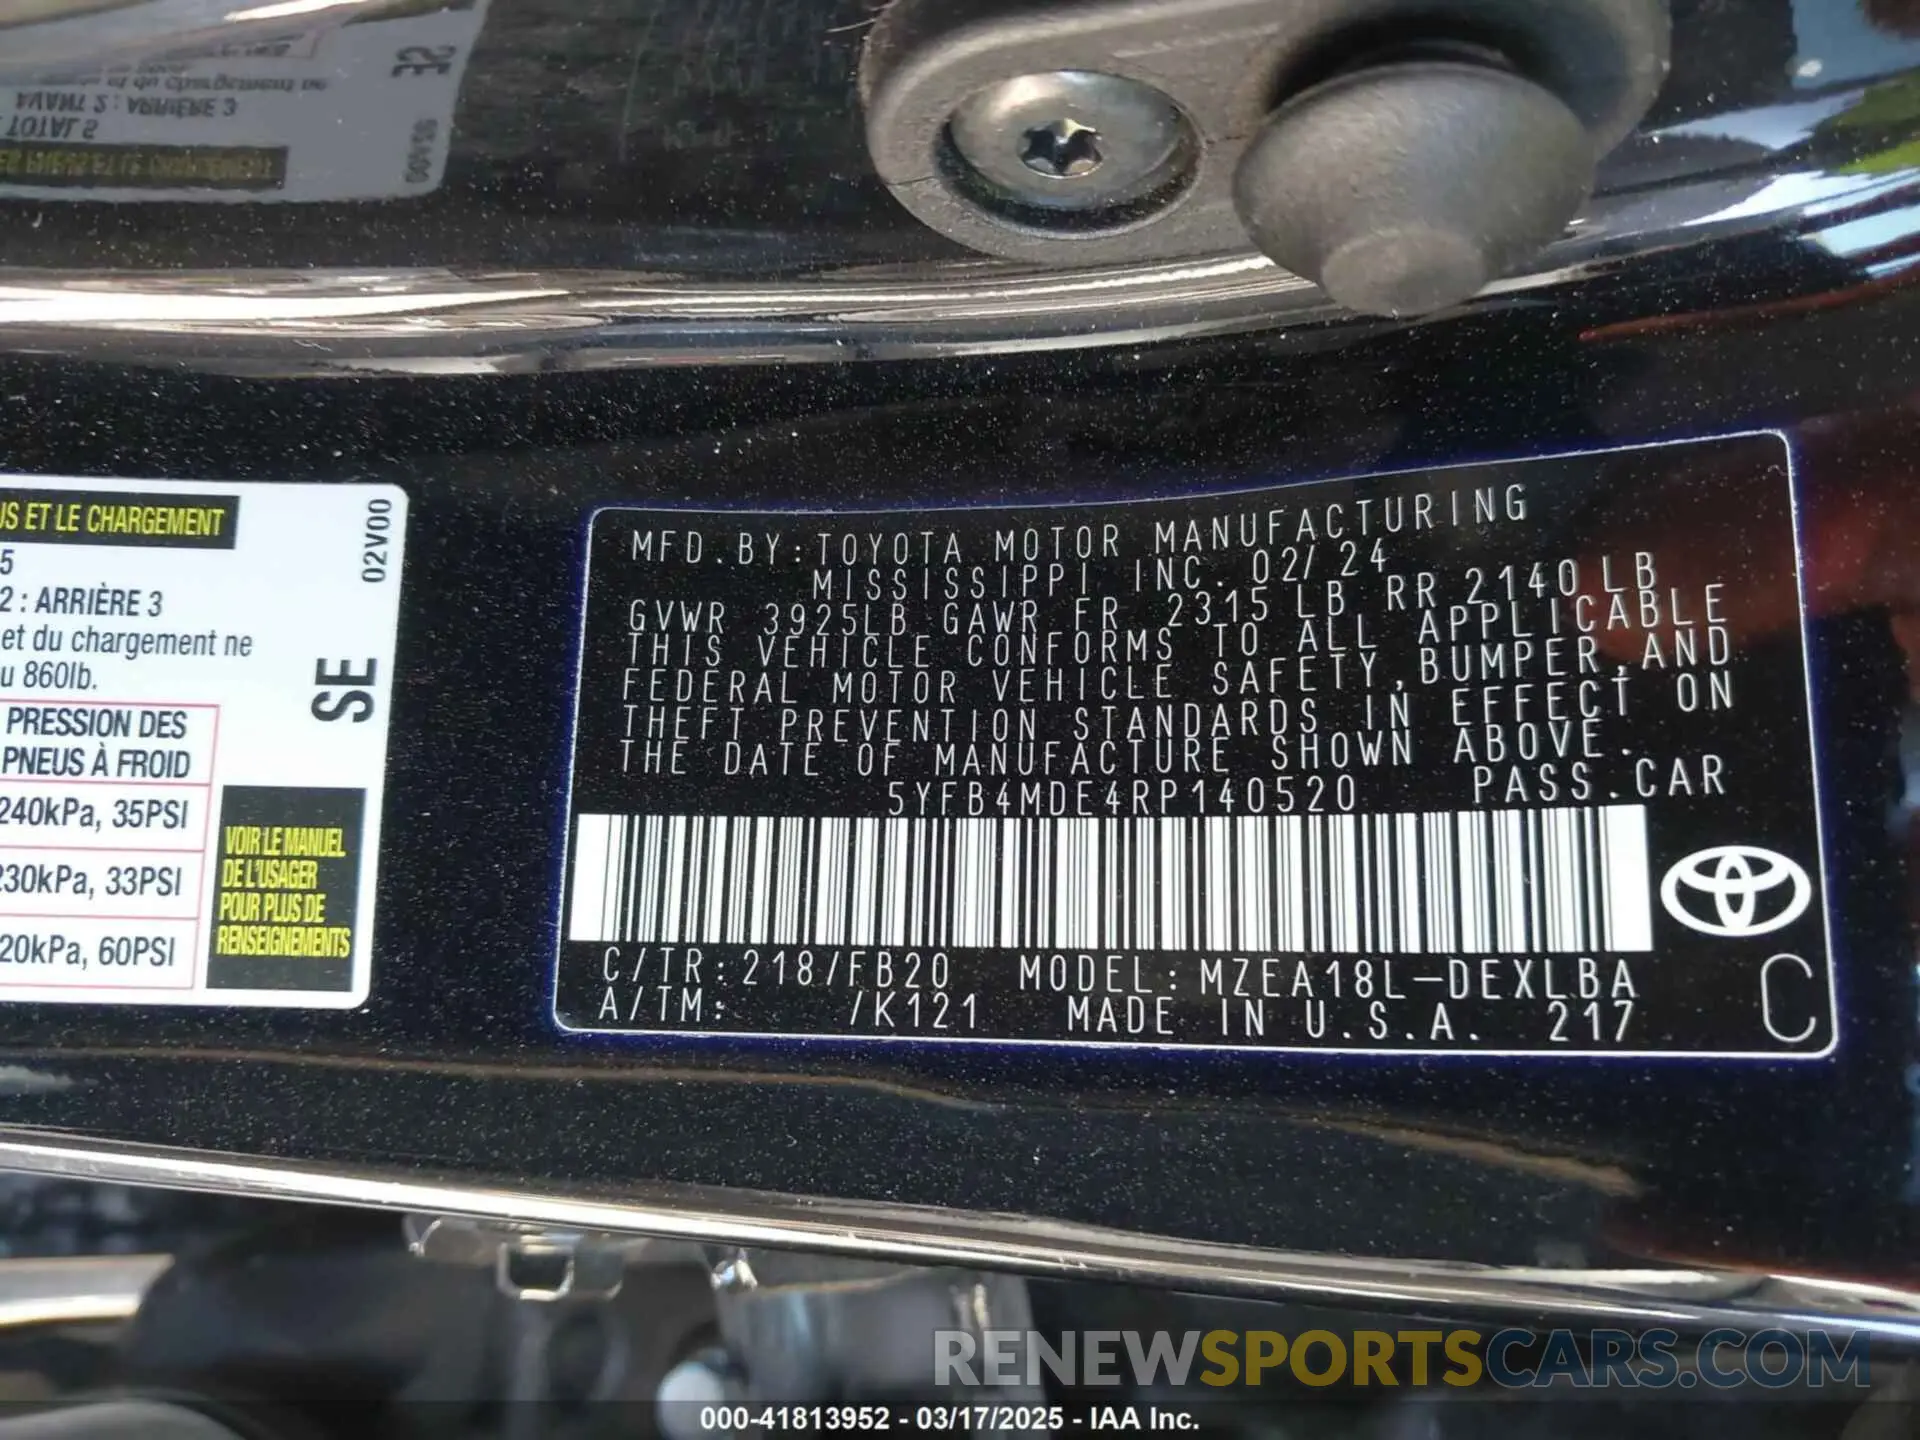 US ET LE CHARGEMENT
5
2 : ARRIÈRE 3
et du chargement ne
u 860lb.
02V00
SE
PRESSION DES
PNEUS À FROID
240kPa, 35PSI
230kPa, 33PSI
20kPa, 60PSI
VOIR LE MANUEL
DE L'USAGER
POUR PLUS DE
RENSEIGNEMENTS
MFD.BY:TOYOTA MOTOR MANUFACTURING
MISSISSIPPI INC. 02/24
GVWR 3925LB GAWR FR 2315 LB RR 2140 LB
THIS VEHICLE CONFORMS TO ALL APPLICABLE
FEDERAL MOTOR VEHICLE SAFETY,BUMPER,AND
THEFT PREVENTION STANDARDS IN EFFECT ON
THE DATE OF MANUFACTURE SHOWN ABOVE.
5YFB4MDE4RP140520 PASS.CAR
C/TR:218/FB20 MODEL:MZEA18L-DEXLBA
A/TM: /K121 MADE IN U.S.A. 217
C
RENEWSPORTSCARS.COM
000-41813952 - 03/17/2025 - IAA Inc.